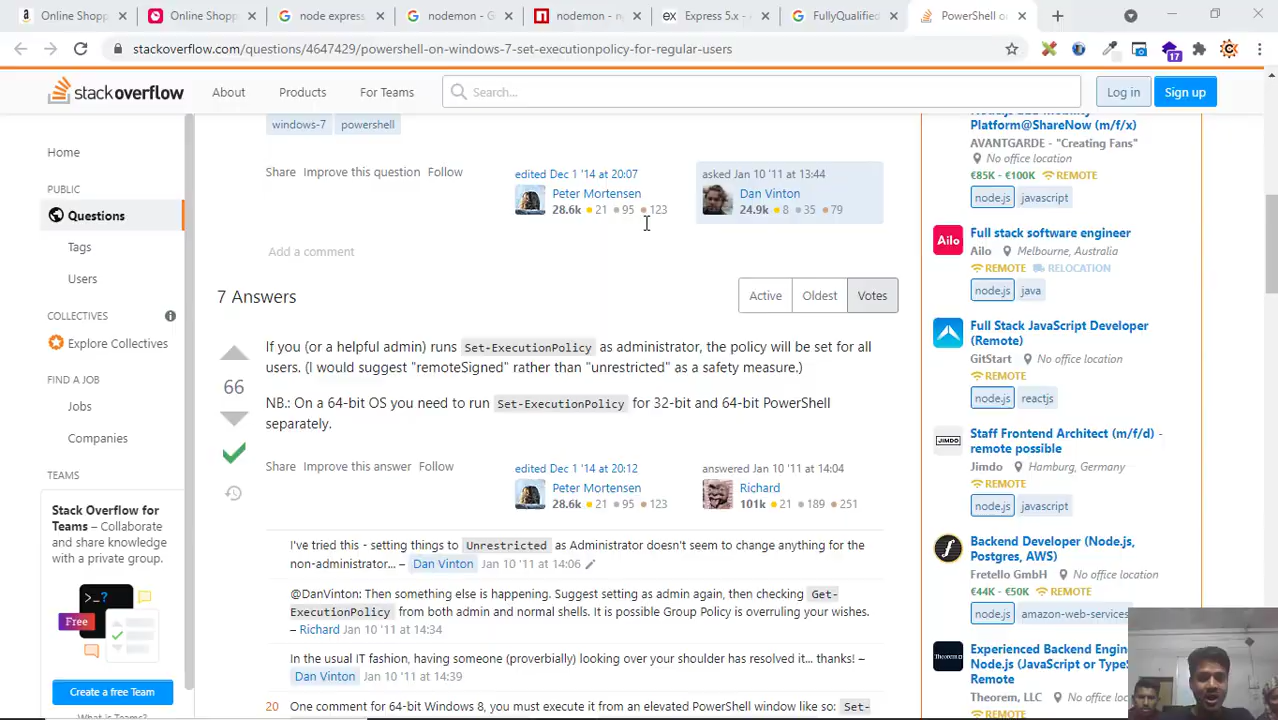 Online Shopp
Online Shopp
node express
nodemon - G
nodemon - n
Express 5.x - A
FullyQualified
PowerShell o
stackoverflow.com/questions/4647429/powershell-on-windows-7-set-executionpolicy-for-regular-users
17
stackoverflow
About
Products
For Teams
Search...
Log in
Sign up
Home
PUBLIC
Questions
Tags
Users
COLLECTIVES
Explore Collectives
FIND A JOB
Jobs
Companies
TEAMS
Stack Overflow for
Teams – Collaborate
and share knowledge
with a private group.
>_?
Free
Create a free Team
What is Teams?
windows-7 powershell
Share Improve this question Follow
edited Dec 1 '14 at 20:07
Peter Mortensen
28.6k 21 95 123
asked Jan 10 '11 at 13:44
Dan Vinton
24.9k 8 35 79
Add a comment
7 Answers
Active Oldest Votes
66
If you (or a helpful admin) runs Set-ExecutionPolicy as administrator, the policy will be set for all
users. (I would suggest "remoteSigned" rather than "unrestricted" as a safety measure.)
NB.: On a 64-bit OS you need to run Set-ExecutionPolicy for 32-bit and 64-bit PowerShell
separately.
Share Improve this answer Follow
edited Dec 1 '14 at 20:12
Peter Mortensen
28.6k 21 95 123
answered Jan 10 '11 at 14:04
Richard
101k 21 189 251
I've tried this - setting things to Unrestricted as Administrator doesn't seem to change anything for the
non-administrator... – Dan Vinton Jan 10 '11 at 14:06
@DanVinton: Then something else is happening. Suggest setting as admin again, then checking Get-
ExecutionPolicy from both admin and normal shells. It is possible Group Policy is overruling your wishes.
– Richard Jan 10 '11 at 14:34
In the usual IT fashion, having someone (proverbially) looking over your shoulder has resolved it... thanks! –
Dan Vinton Jan 10 '11 at 14:39
20 One comment for 64-bit Windows 8, you must execute it from an elevated PowerShell window like so: Set-
Platform@ShareNow (m/f/x)
AVANTGARDE - "Creating Fans"
No office location
€85K - €100K REMOTE
node.js javascript
Ailo
Full stack software engineer
Ailo Melbourne, Australia
REMOTE RELOCATION
node.js java
Full Stack JavaScript Developer
(Remote)
GitStart No office location
REMOTE
node.js reactjs
JIMDO
Staff Frontend Architect (m/f/d) -
remote possible
Jimdo Hamburg, Germany
REMOTE
node.js javascript
Backend Developer (Node.js,
Postgres, AWS)
Fretello GmbH No office location
€44K - €50K REMOTE
node.js amazon-web-services
Experienced Backend Engin
Node.js (JavaScript or TypeS
Remote
Theorem, LLC No office loca
REMOTE